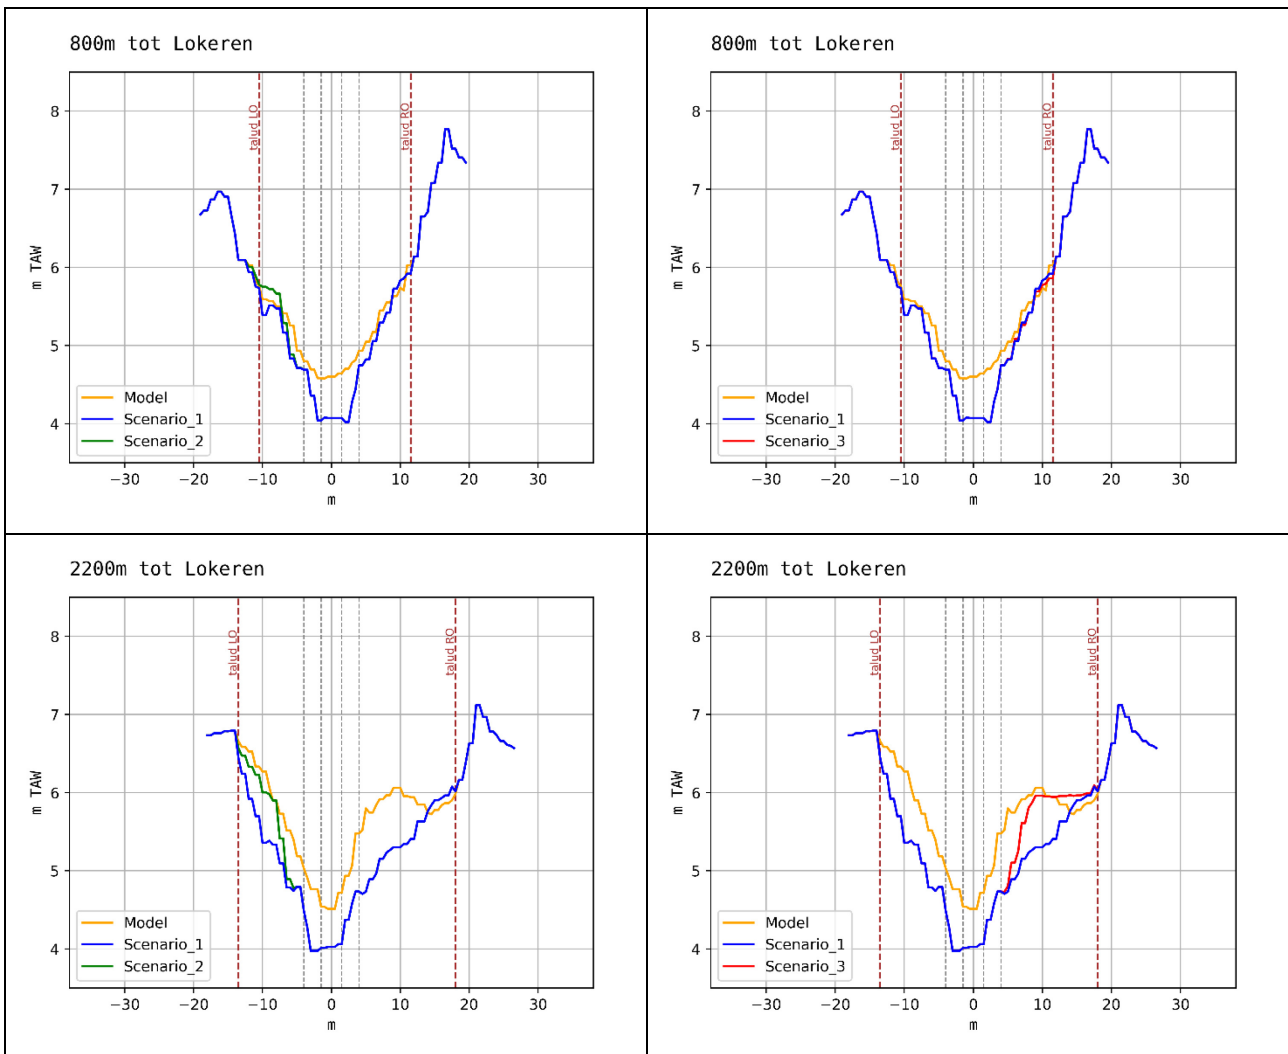 800m tot Lokeren
talud LO
talud RO
8
7
6
5
4
m TAW
Model
Scenario_1
Scenario_2
−30 −20 −10 0 10 20 30
m
800m tot Lokeren
talud LO
talud RO
8
7
6
5
4
m TAW
Model
Scenario_1
Scenario_3
−30 −20 −10 0 10 20 30
m
2200m tot Lokeren
talud LO
talud RO
8
7
6
5
4
m TAW
Model
Scenario_1
Scenario_2
−30 −20 −10 0 10 20 30
m
2200m tot Lokeren
talud LO
talud RO
8
7
6
5
4
m TAW
Model
Scenario_1
Scenario_3
−30 −20 −10 0 10 20 30
m